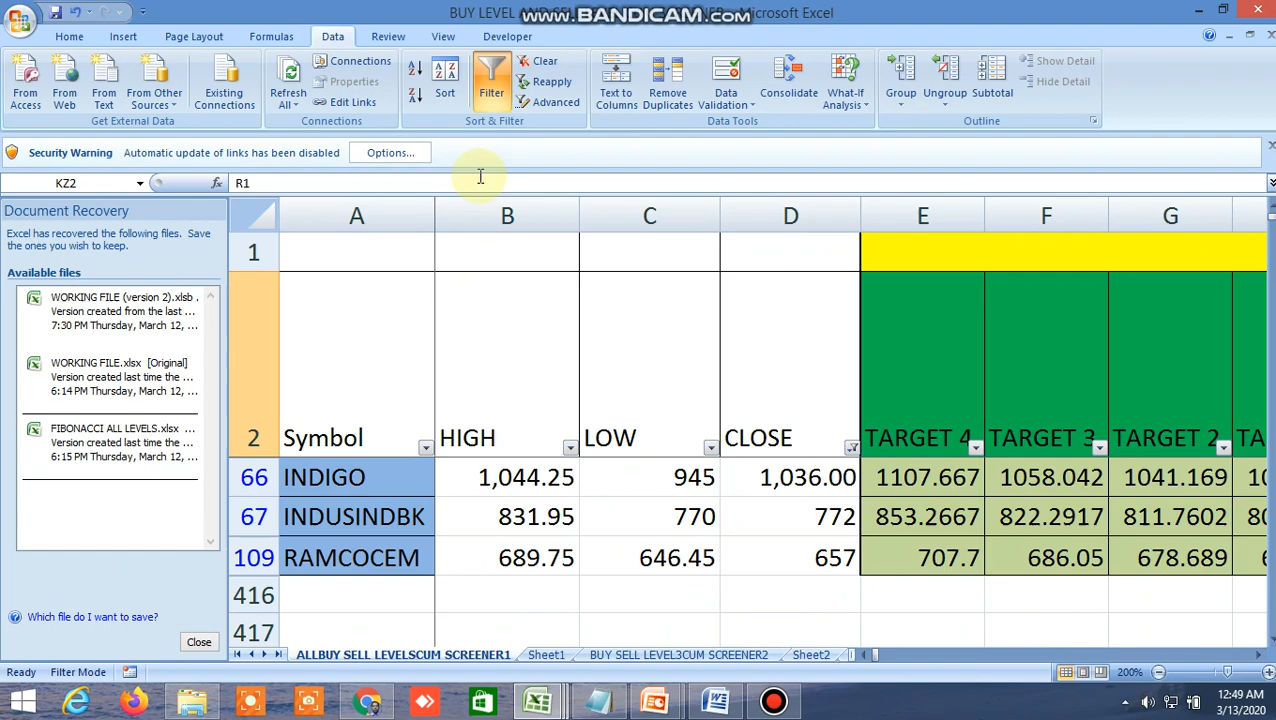 BUY LEVEL AND SEL
www.BANDICAM.com
NER - Microsoft Excel
Home Insert Page Layout Formulas Data Review View Developer
From Access
From Web
From Text
From Other Sources
Existing Connections
Get External Data
Refresh All
Connections
Properties
Edit Links
Connections
Sort
Filter
Clear
Reapply
Advanced
Sort & Filter
Text to Columns
Remove Duplicates
Data Validation
Consolidate
What-If Analysis
Data Tools
Group
Ungroup
Subtotal
Show Detail
Hide Detail
Outline
Security Warning Automatic update of links has been disabled Options...
KZ2 fx R1
Document Recovery
Excel has recovered the following files. Save
the ones you wish to keep.
Available files
WORKING FILE (version 2).xlsb .
Version created from the last ...
7:30 PM Thursday, March 12, ...
WORKING FILE.xlsx [Original]
Version created last time the ...
6:14 PM Thursday, March 12, ...
FIBONACCI ALL LEVELS.xlsx ...
Version created last time the ...
6:15 PM Thursday, March 12, ...
Which file do I want to save?
Close
A B C D E F G
1
2 Symbol HIGH LOW CLOSE TARGET 4 TARGET 3 TARGET 2 TA
66 INDIGO 1,044.25 945 1,036.00 1107.667 1058.042 1041.169 10
67 INDUSINDBK 831.95 770 772 853.2667 822.2917 811.7602 80
109 RAMCOCEM 689.75 646.45 657 707.7 686.05 678.689 6
416
417
ALLBUY SELL LEVELSCUM SCREENER1 Sheet1 BUY SELL LEVEL3CUM SCREENER2 Sheet2
Ready Filter Mode 200%
12:49 AM
3/13/2020